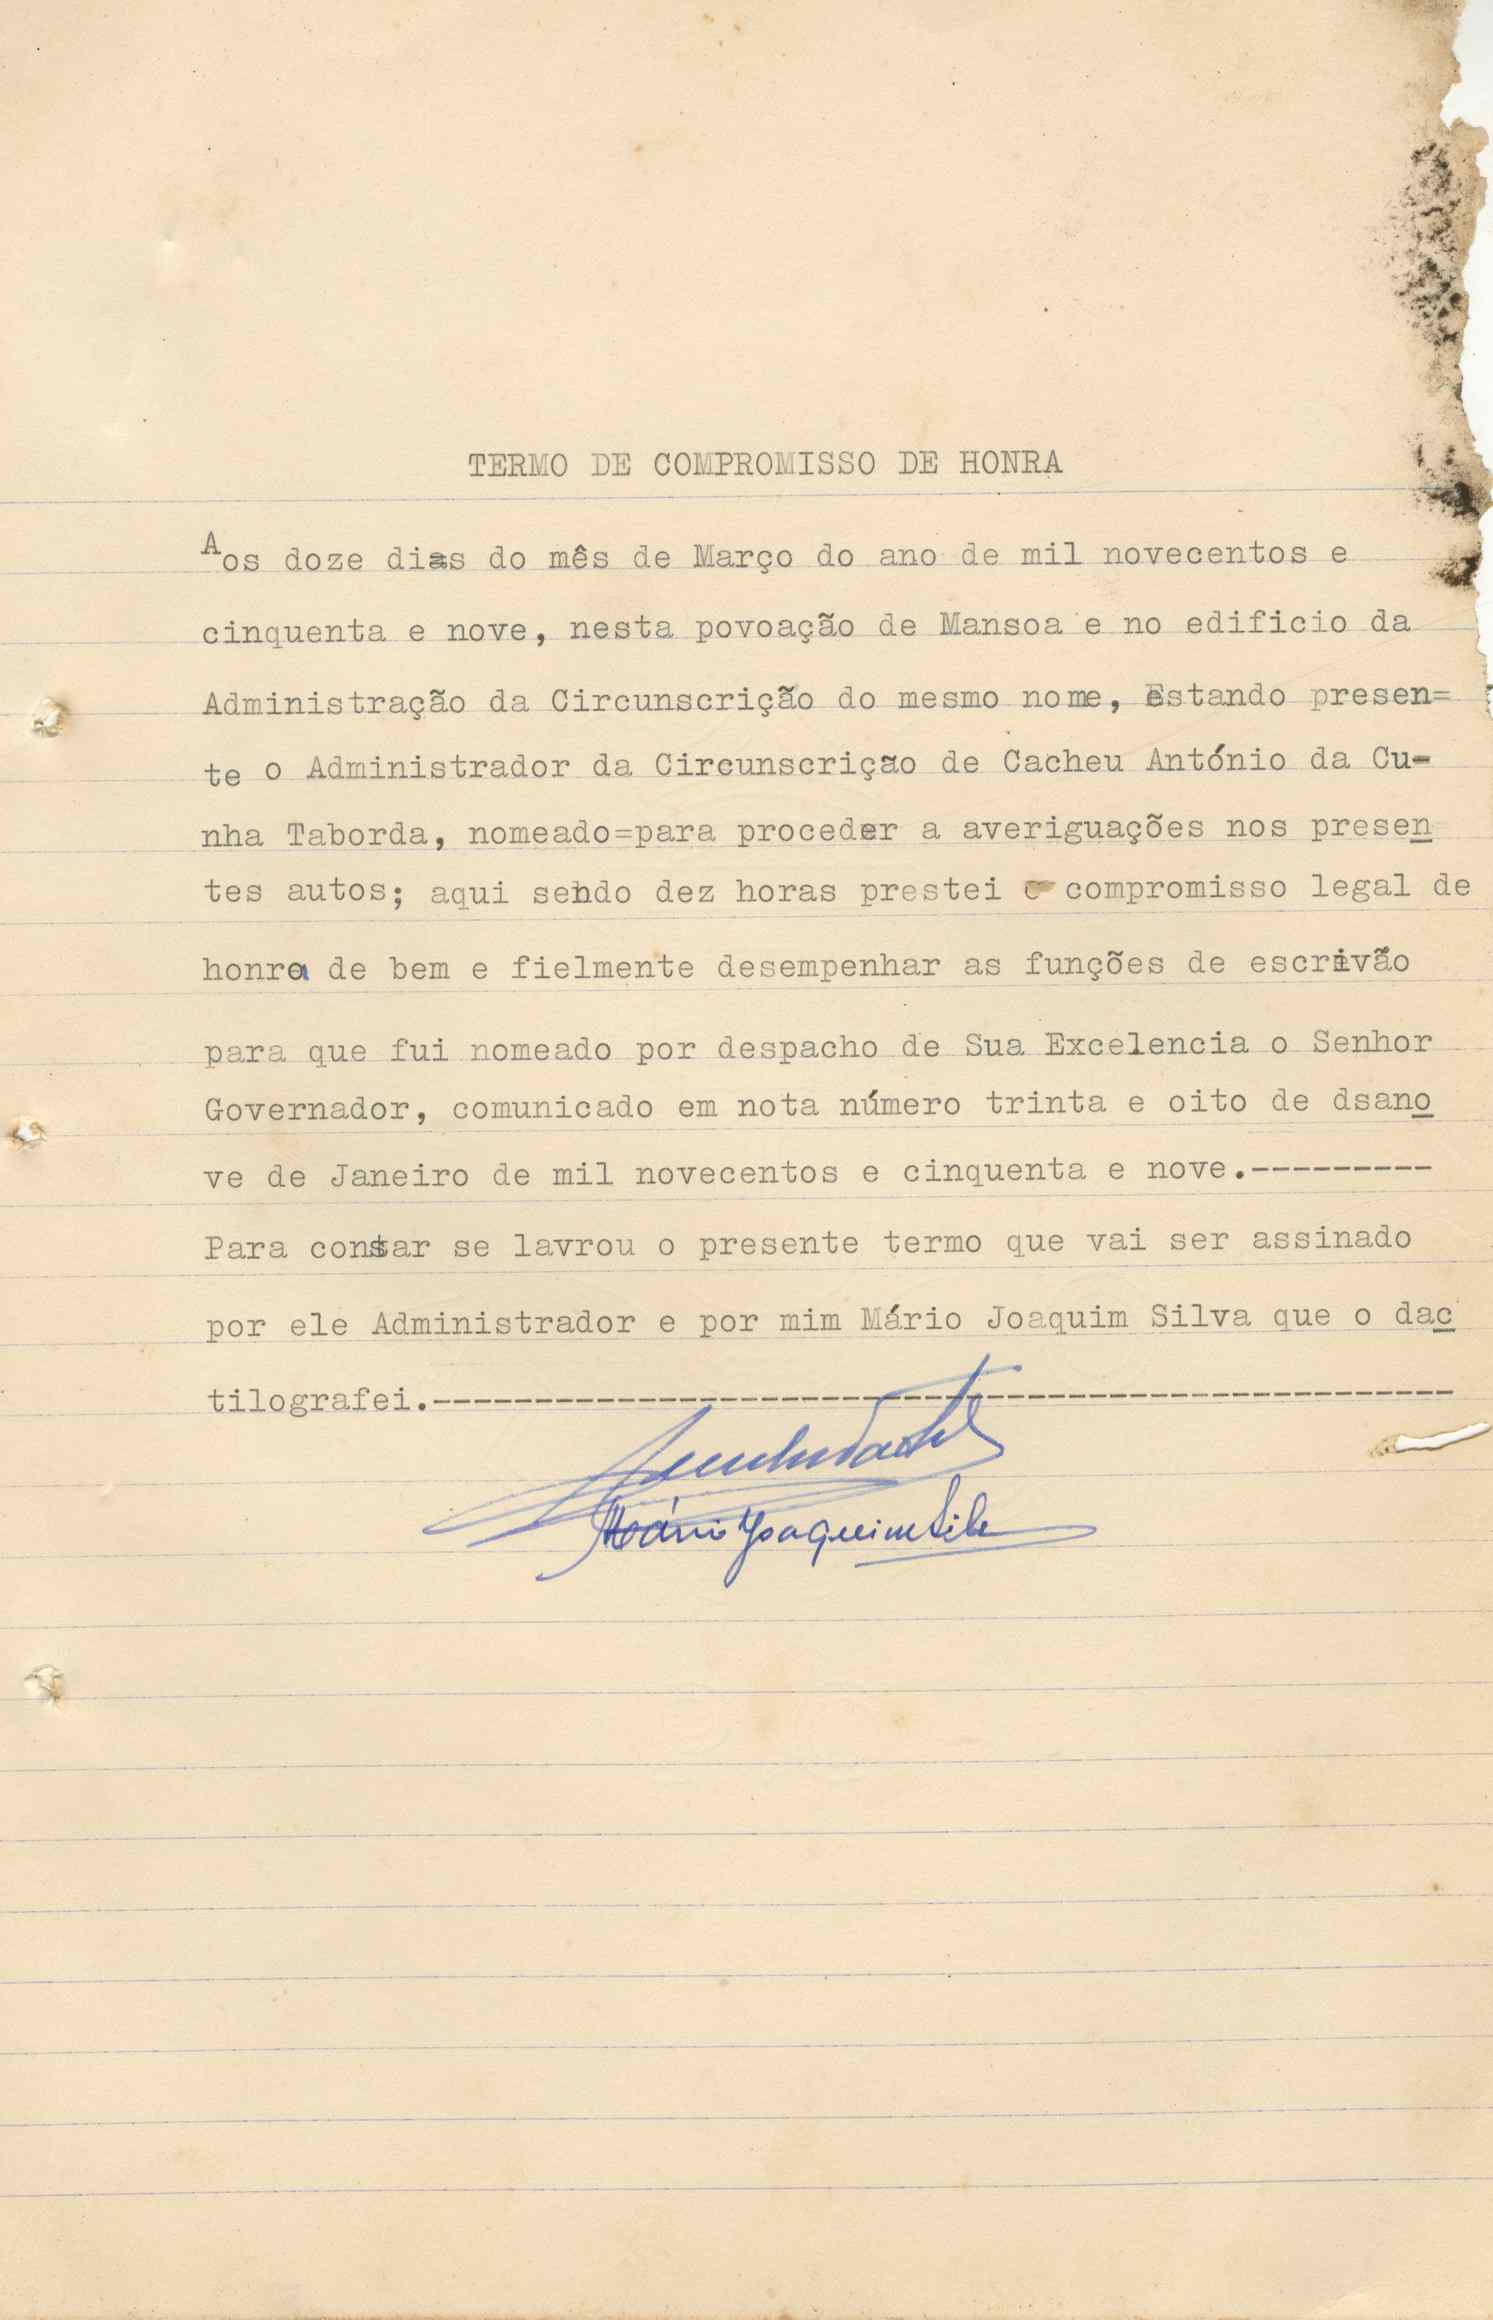 TERMO DE COMPROMISSO DE HONRA
Aos doze dias do mês de Março do ano de mil novecentos e
cinquenta e nove, nesta povoação de Mansoa e no edificio da
Administração da Circunscrição do mesmo nome, Estando presen=
te o Administrador da Circunscrição de Cacheu António da Cu-
nha Taborda, nomeado=para proceder a averiguações nos presen
tes autos; aqui sendo dez horas prestei o compromisso legal de
honra de bem e fielmente desempenhar as funções de escrivão
para que fui nomeado por despacho de Sua Excelencia o Senhor
Governador, comunicado em nota número trinta e oito de dsano
ve de Janeiro de mil novecentos e cinquenta e nove.---------
Para constar se lavrou o presente termo que vai ser assinado
por ele Administrador e por mim Mário Joaquim Silva que o dac
tilografei.--------------------------------------------------
Mário Joaquim Silva